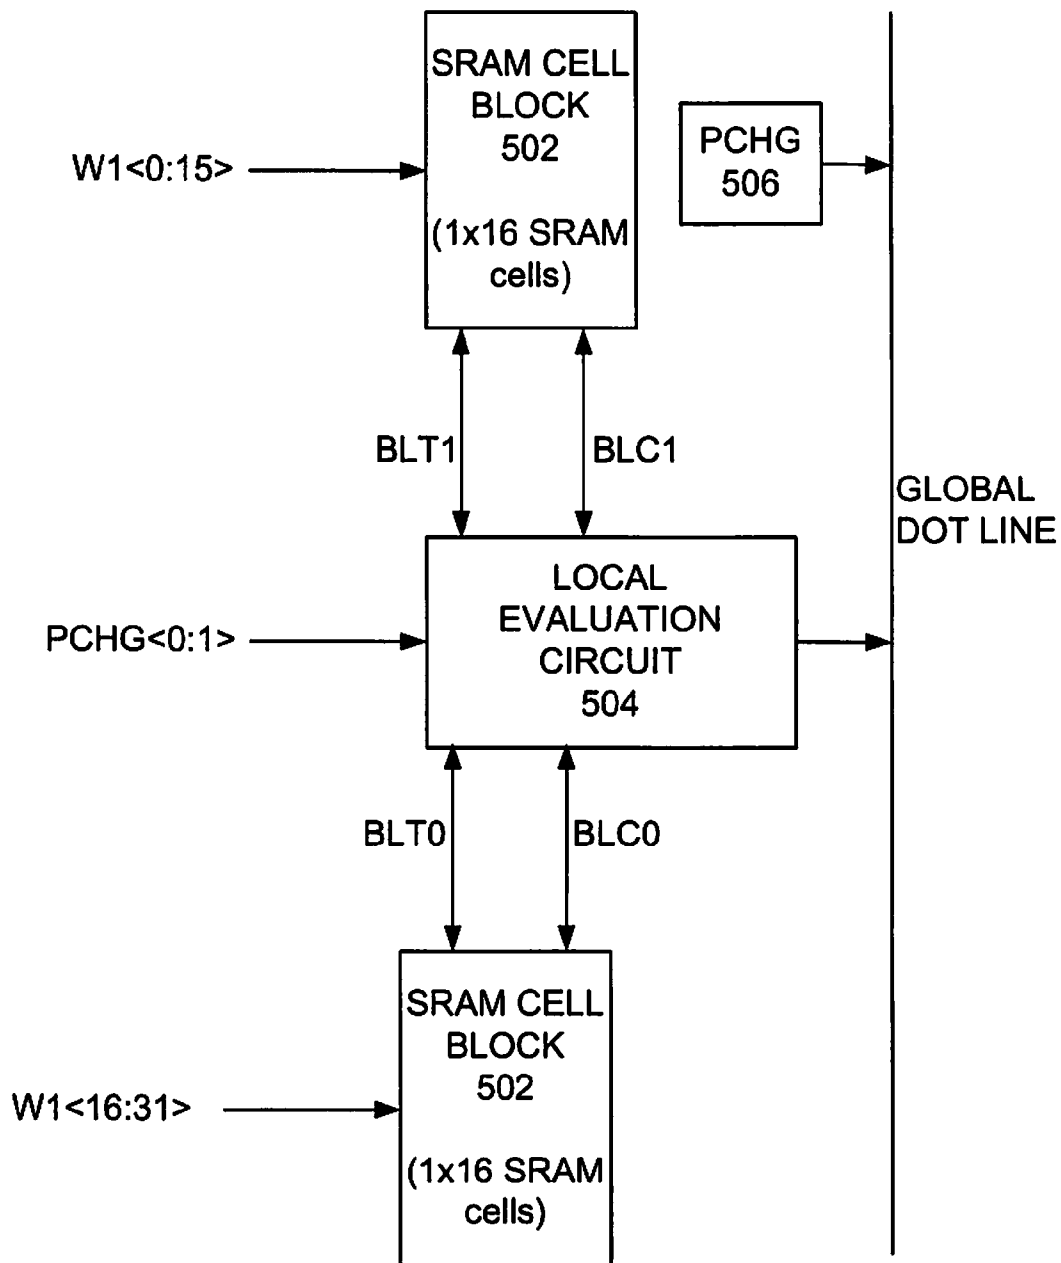 SRAM CELL
BLOCK
502
(1x16 SRAM
cells)
W1<0:15>
PCHG
506
BLT1
BLC1
GLOBAL
DOT LINE
LOCAL
EVALUATION
CIRCUIT
504
PCHG<0:1>
BLT0
BLC0
SRAM CELL
BLOCK
502
(1x16 SRAM
cells)
W1<16:31>